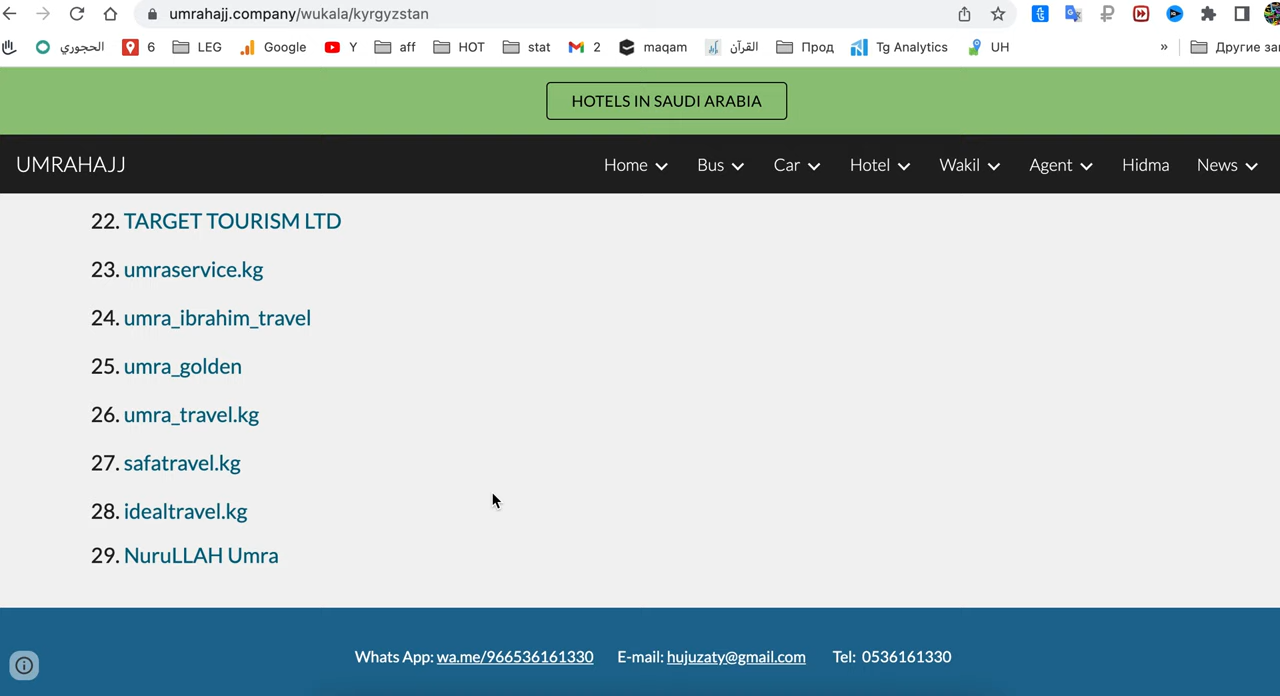 umrahajj.company/wukala/kyrgyzstan
الحجوري 6 LEG Google Y aff HOT stat 2 maqam القرآن Прод Tg Analytics UH » Другие за
HOTELS IN SAUDI ARABIA
UMRAHAJJ Home Bus Car Hotel Wakil Agent Hidma News
22. TARGET TOURISM LTD
23. umraservice.kg
24. umra_ibrahim_travel
25. umra_golden
26. umra_travel.kg
27. safatravel.kg
28. idealtravel.kg
29. NuruLLAH Umra
Whats App: wa.me/966536161330 E-mail: hujuzaty@gmail.com Tel: 0536161330